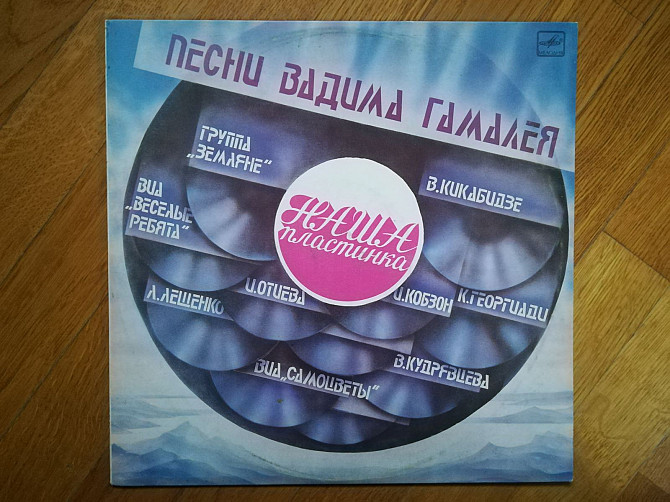 ПЕСНИ ВАДИМА ГАМАЛЕЯ
ГРУППА
„ЗЕМЛЯНЕ"
В.КИКАБИДЗЕ
ВИА
„ВЕСЕЛЫЕ
РЕБЯТА"
НАША
пластинка
Л.ЛЕЩЕНКО
И.ОТИЕВА
И.КОБЗОН
К.ГЕОРГИАДИ
ВИА„САМОЦВЕТЫ"
В.КУДРЯВЦЕВА